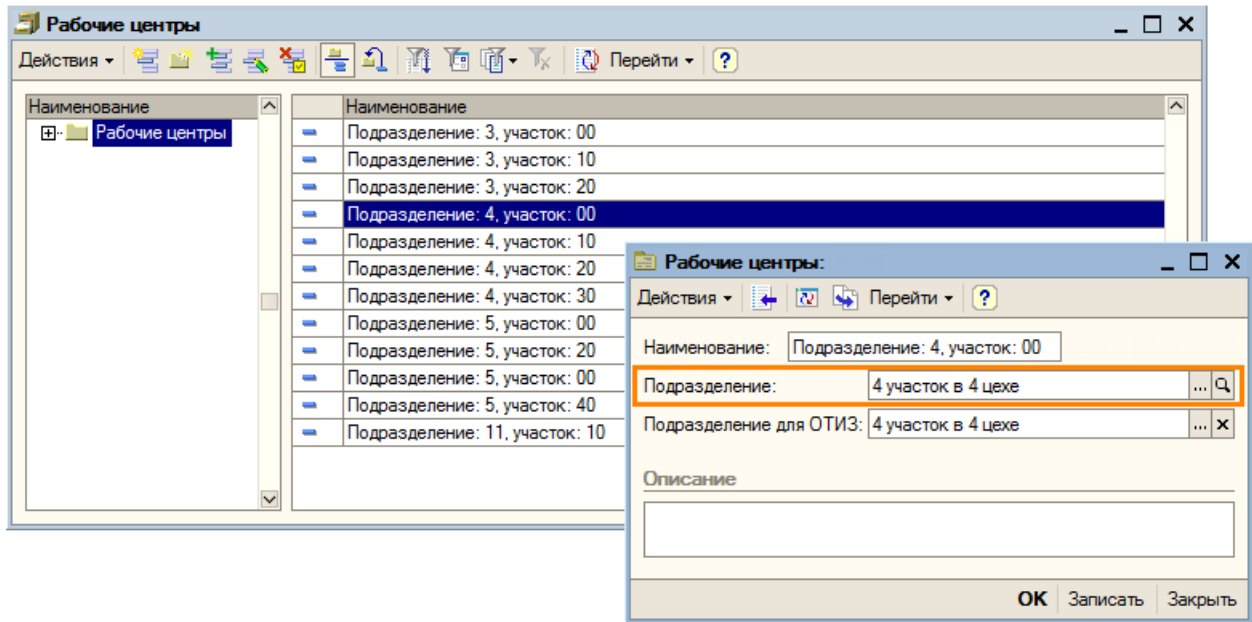 Рабочие центры
Действия Перейти ?
Наименование
Рабочие центры
Наименование
Подразделение: 3, участок: 00
Подразделение: 3, участок: 10
Подразделение: 3, участок: 20
Подразделение: 4, участок: 00
Подразделение: 4, участок: 10
Подразделение: 4, участок: 20
Подразделение: 4, участок: 30
Подразделение: 5, участок: 00
Подразделение: 5, участок: 20
Подразделение: 5, участок: 00
Подразделение: 5, участок: 40
Подразделение: 11, участок: 10
Рабочие центры:
Действия Перейти ?
Наименование: Подразделение: 4, участок: 00
Подразделение: 4 участок в 4 цехе ...
Подразделение для ОТИЗ: 4 участок в 4 цехе ... x
Описание
OK Записать Закрыть